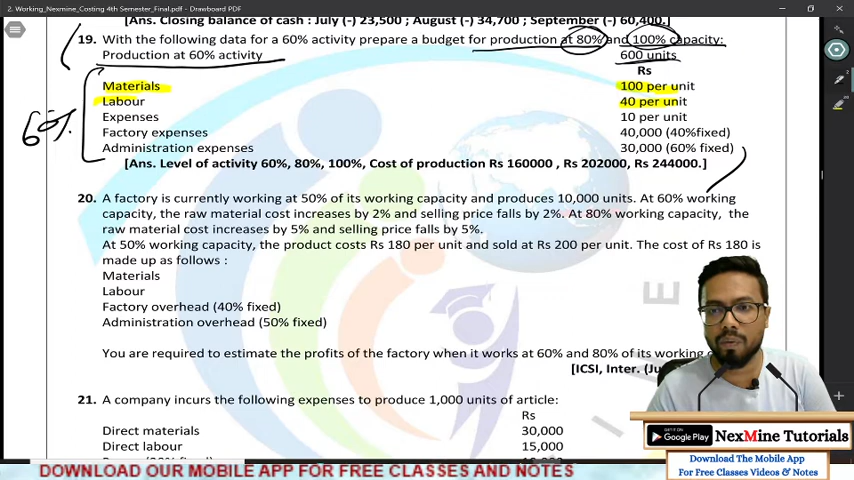 2. Working_Nexmine_Costing 4th Semester_Final.pdf - Drawboard PDF
[Ans. Closing balance of cash : July (-) 23,500 ; August (-) 34,700 ; September (-) 60,400.]
19. With the following data for a 60% activity prepare a budget for production at 80% and 100% capacity:
Production at 60% activity 600 units
Rs
Materials 100 per unit
Labour 40 per unit
Expenses 10 per unit
Factory expenses 40,000 (40%fixed)
Administration expenses 30,000 (60% fixed)
60%
[Ans. Level of activity 60%, 80%, 100%, Cost of production Rs 160000 , Rs 202000, Rs 244000.]
20. A factory is currently working at 50% of its working capacity and produces 10,000 units. At 60% working
capacity, the raw material cost increases by 2% and selling price falls by 2%. At 80% working capacity, the
raw material cost increases by 5% and selling price falls by 5%.
At 50% working capacity, the product costs Rs 180 per unit and sold at Rs 200 per unit. The cost of Rs 180 is
made up as follows :
Materials
Labour
Factory overhead (40% fixed)
Administration overhead (50% fixed)
You are required to estimate the profits of the factory when it works at 60% and 80% of its working
[ICSI, Inter.
21. A company incurs the following expenses to produce 1,000 units of article:
Rs
Direct materials 30,000
Direct labour 15,000
GET IT ON
Google Play
NexMine Tutorials
Download The Mobile App
For Free Classes Videos & Notes
DOWNLOAD OUR MOBILE APP FOR FREE CLASSES AND NOTES